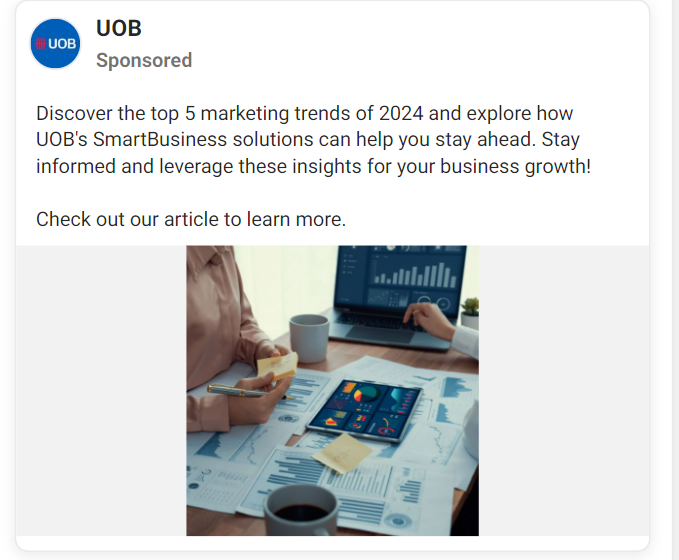 UOB
UOB
Sponsored
Discover the top 5 marketing trends of 2024 and explore how
UOB's SmartBusiness solutions can help you stay ahead. Stay
informed and leverage these insights for your business growth!
Check out our article to learn more.